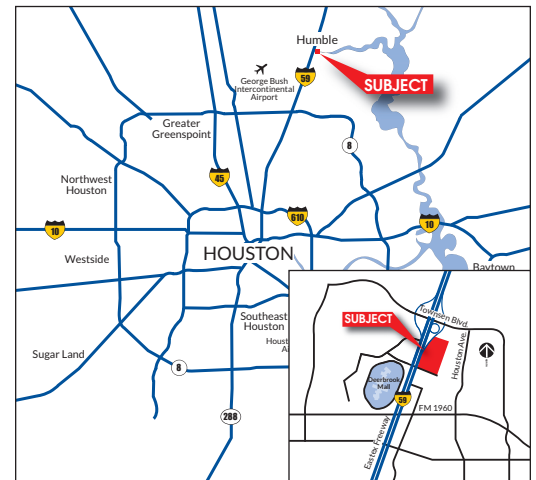 Humble
59
George Bush
Intercontinental
Airport
SUBJECT
Greater
Greenspoint
8
45
Northwest
Houston
610
10
10
HOUSTON
Westside
Baytown
Southeast
Houston
Sugar Land
8
288
Townsen Blvd.
SUBJECT
Houston Ave.
Deerbrook
Mall
59
FM 1960
Eastex Freeway